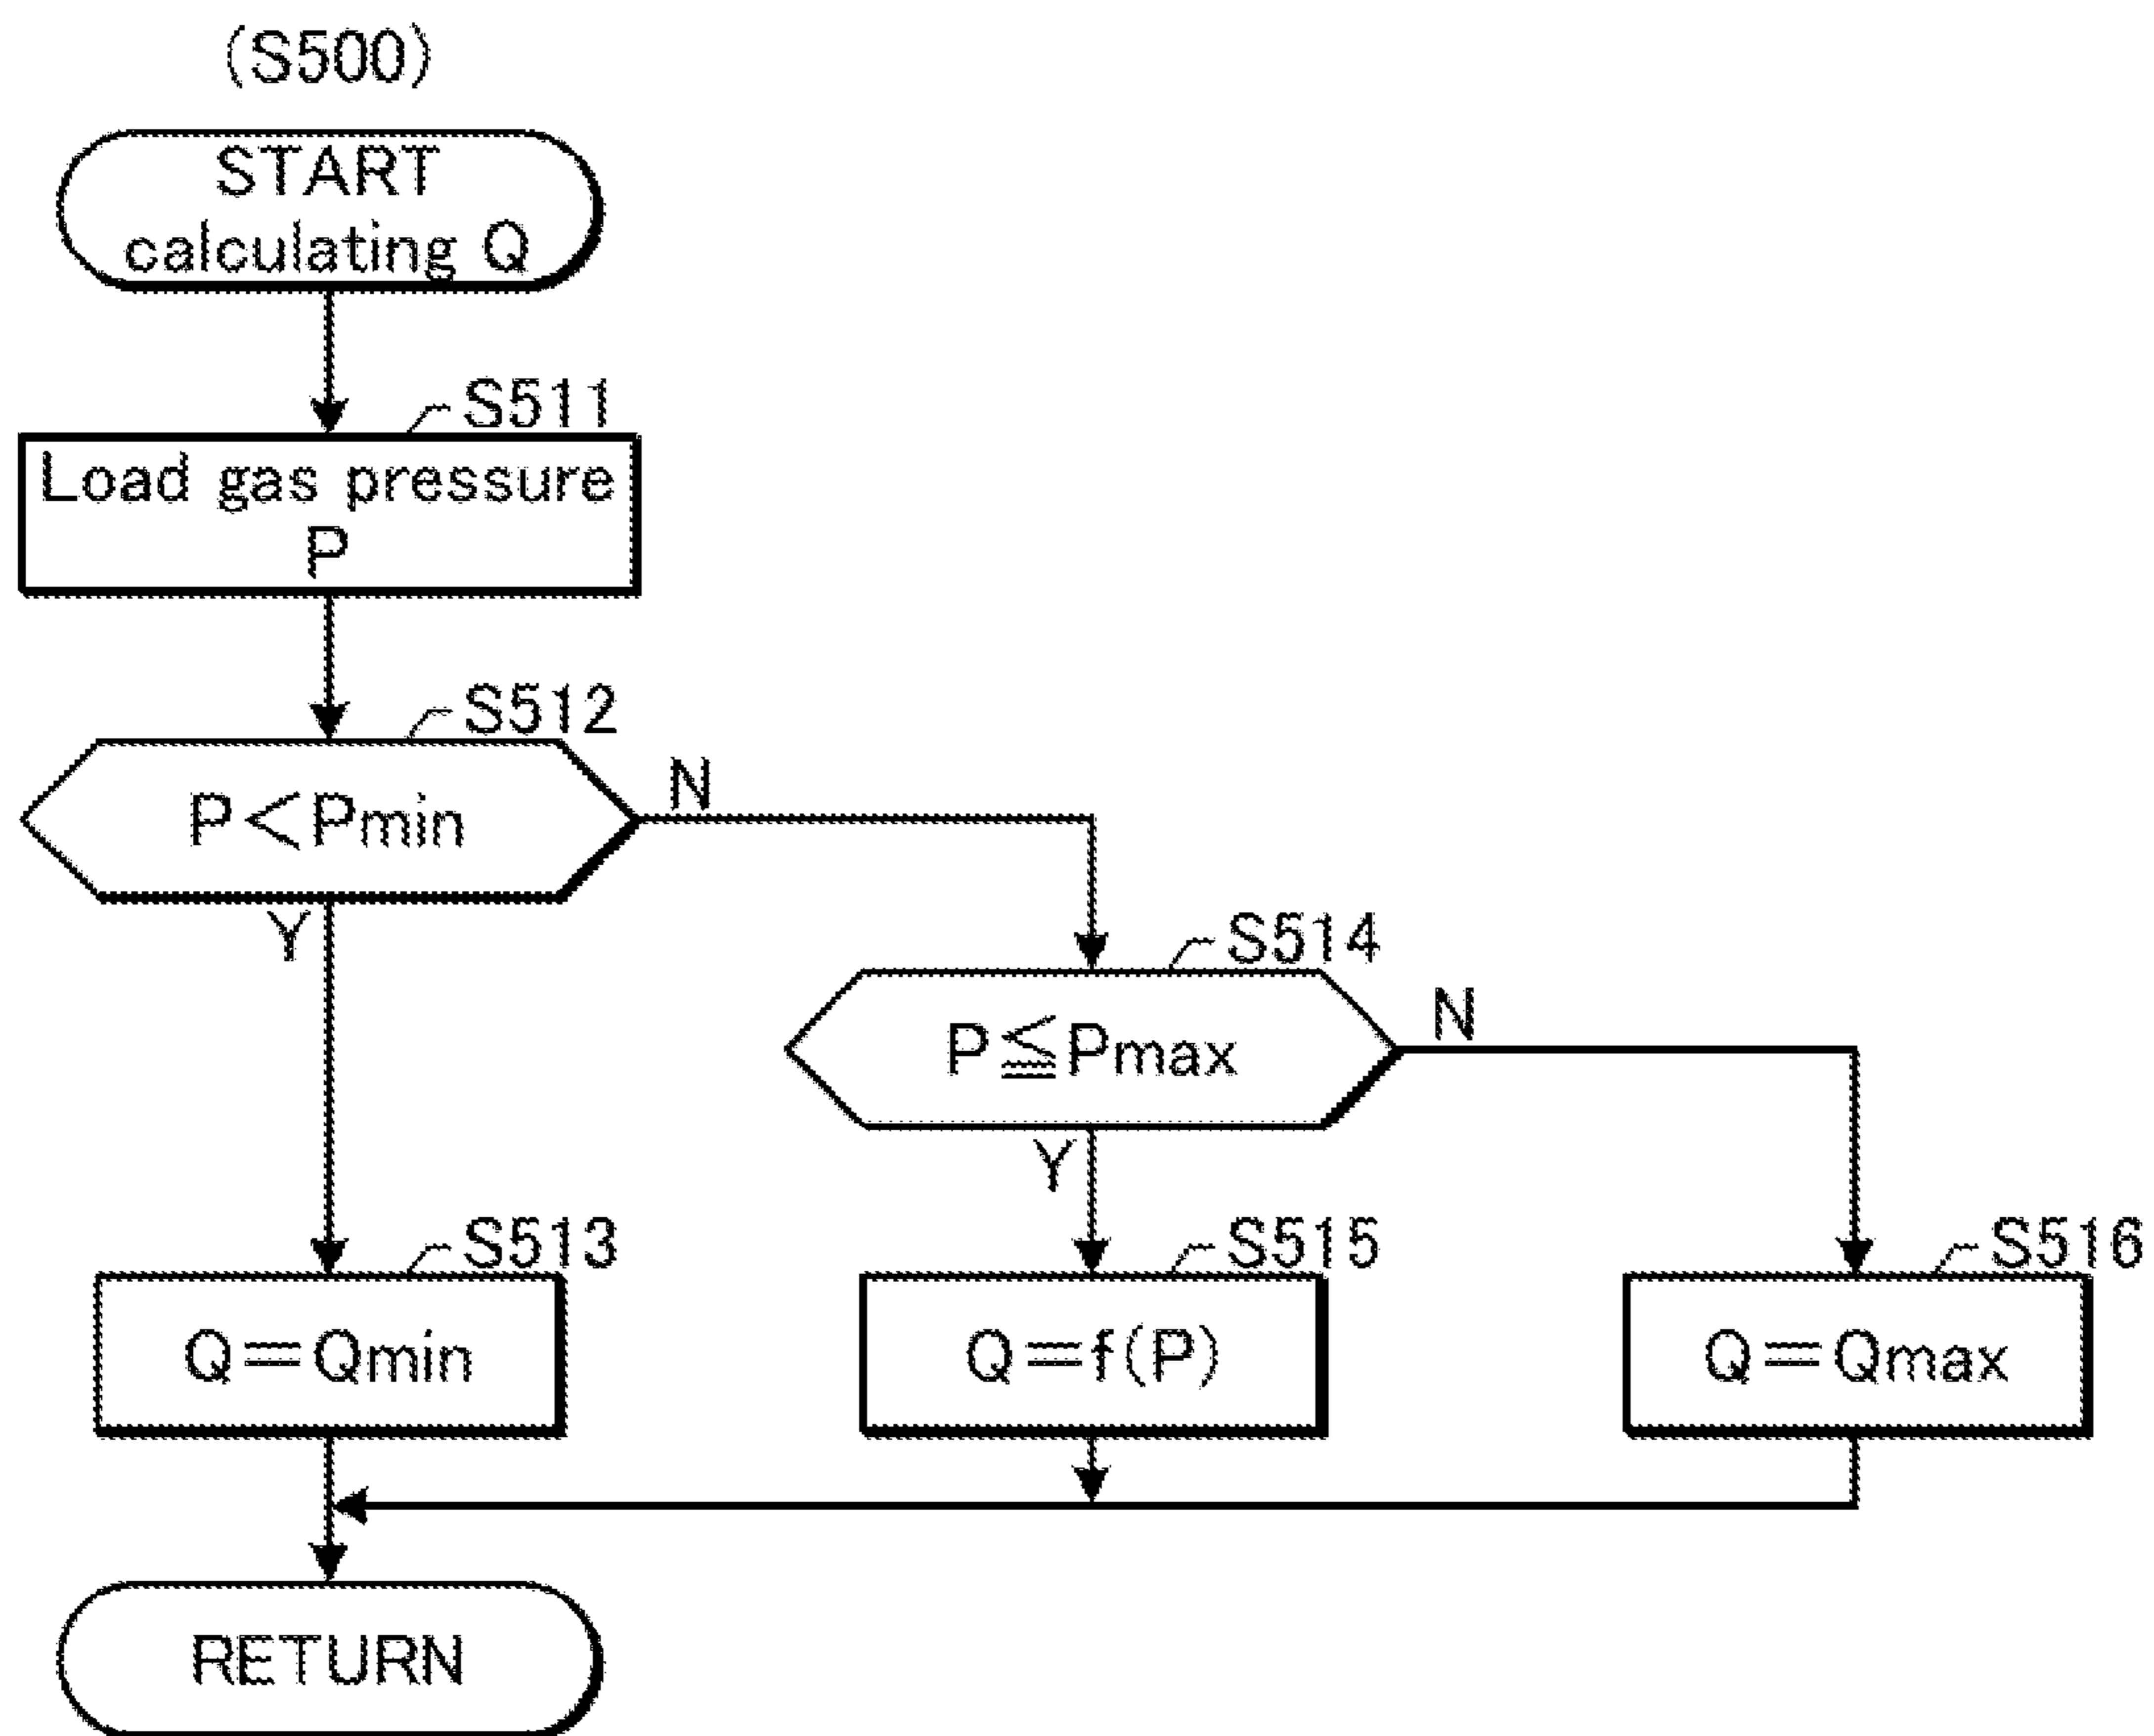 (S500)
START
calculating Q
S511
Load gas pressure
P
S512
P<Pmin
N
Y
S514
P≦Pmax
N
Y
S513
Q=Qmin
S515
Q=f(P)
S516
Q=Qmax
RETURN